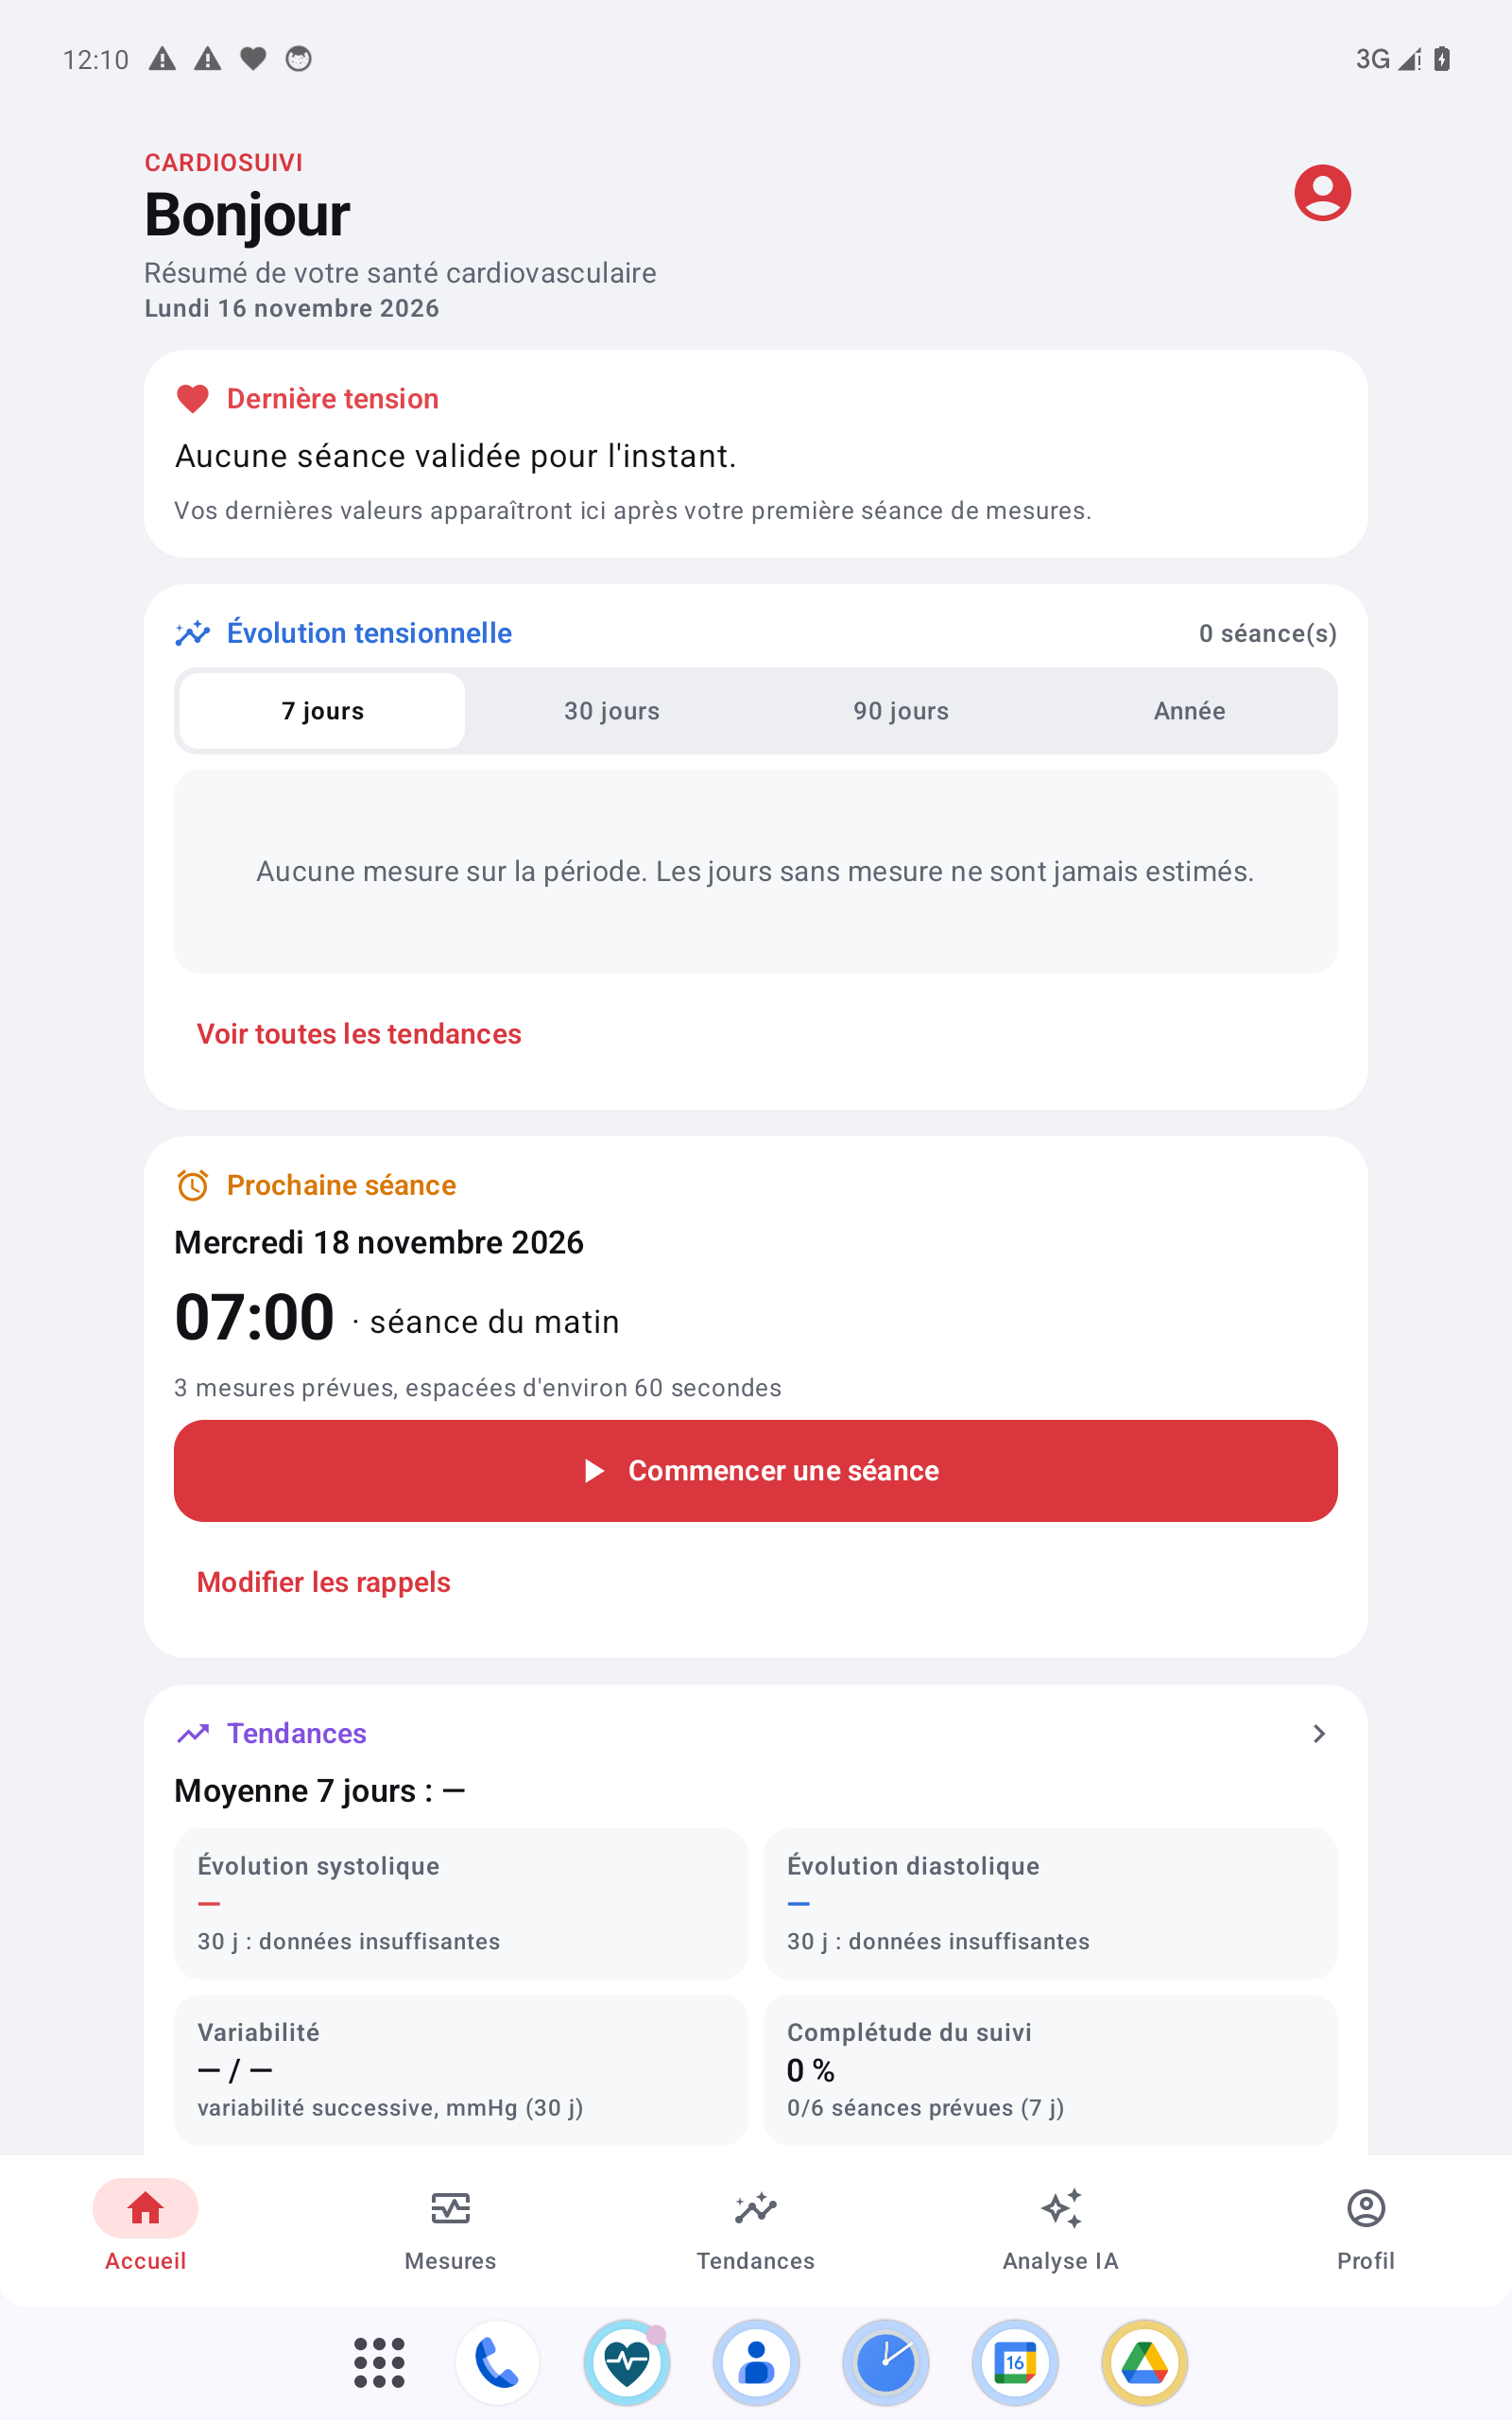 12:10
3G
CARDIOSUIVI
Bonjour
Résumé de votre santé cardiovasculaire
Lundi 16 novembre 2026
Dernière tension
Aucune séance validée pour l'instant.
Vos dernières valeurs apparaîtront ici après votre première séance de mesures.
Évolution tensionnelle
0 séance(s)
7 jours
30 jours
90 jours
Année
Aucune mesure sur la période. Les jours sans mesure ne sont jamais estimés.
Voir toutes les tendances
Prochaine séance
Mercredi 18 novembre 2026
07:00 · séance du matin
3 mesures prévues, espacées d'environ 60 secondes
Commencer une séance
Modifier les rappels
Tendances
Moyenne 7 jours : —
Évolution systolique
—
30 j : données insuffisantes
Évolution diastolique
—
30 j : données insuffisantes
Variabilité
— / —
variabilité successive, mmHg (30 j)
Complétude du suivi
0 %
0/6 séances prévues (7 j)
Accueil
Mesures
Tendances
Analyse IA
Profil
16